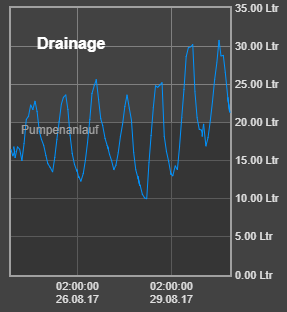 Drainage
Pumpenanlauf
35.00 Ltr
30.00 Ltr
25.00 Ltr
20.00 Ltr
15.00 Ltr
10.00 Ltr
5.00 Ltr
0.00 Ltr
02:00:00
26.08.17
02:00:00
29.08.17